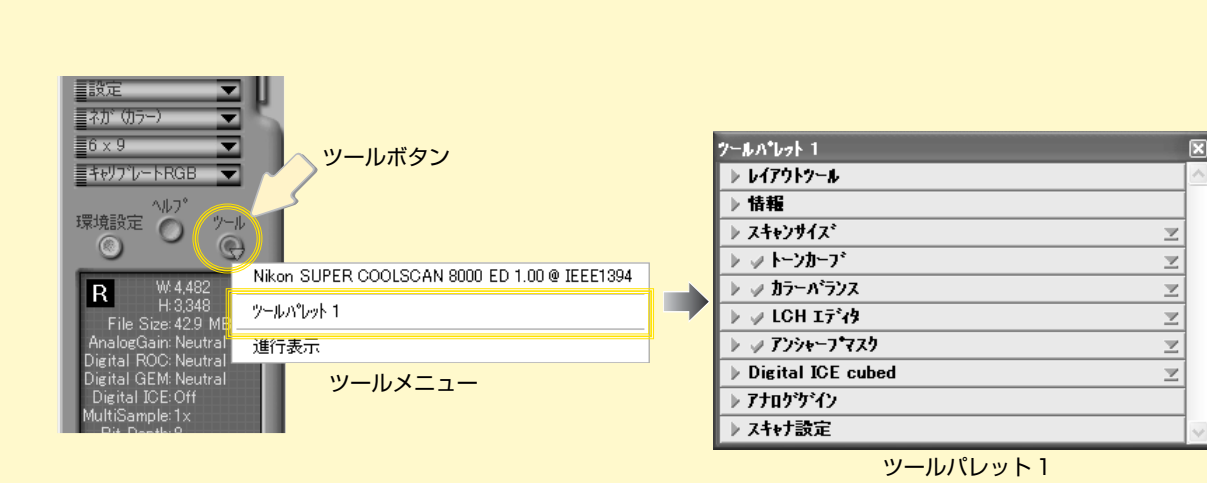 設定
ネガ (カラー)
6 x 9
キャリブレートRGB
ツールボタン
環境設定
ヘルプ
ツール
R
W: 4,482
H: 3,348
File Size: 42.9 MB
AnalogGain: Neutral
Digital ROC: Neutral
Digital GEM: Neutral
Digital ICE: Off
MultiSample: 1x
Bit Depth: 8
Nikon SUPER COOLSCAN 8000 ED 1.00 @ IEEE1394
ツールパレット 1
進行表示
ツールメニュー
ツールパレット 1
レイアウトツール
情報
スキャンサイズ
トーンカーブ
カラーバランス
LCH エディタ
アンシャープマスク
Digital ICE cubed
アナログゲイン
スキャナ設定
ツールパレット 1